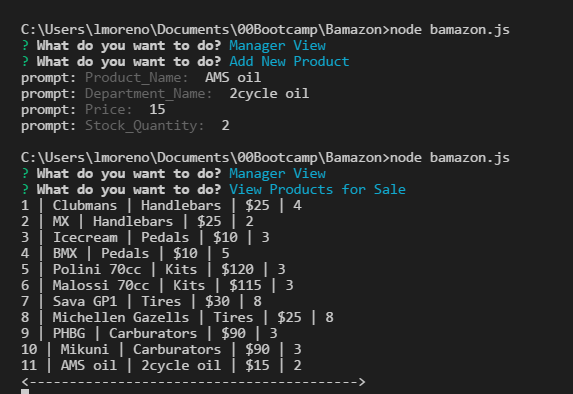 C:\Users\lmoreno\Documents\00Bootcamp\Bamazon>node bamazon.js
? What do you want to do? Manager View
? What do you want to do? Add New Product
prompt: Product_Name:  AMS oil
prompt: Department_Name:  2cycle oil
prompt: Price:  15
prompt: Stock_Quantity:  2
C:\Users\lmoreno\Documents\00Bootcamp\Bamazon>node bamazon.js
? What do you want to do? Manager View
? What do you want to do? View Products for Sale
1 | Clubmans | Handlebars | $25 | 4
2 | MX | Handlebars | $25 | 2
3 | Icecream | Pedals | $10 | 3
4 | BMX | Pedals | $10 | 5
5 | Polini 70cc | Kits | $120 | 3
6 | Malossi 70cc | Kits | $115 | 3
7 | Sava GP1 | Tires | $30 | 8
8 | Michellen Gazells | Tires | $25 | 8
9 | PHBG | Carburators | $90 | 3
10 | Mikuni | Carburators | $90 | 3
11 | AMS oil | 2cycle oil | $15 | 2
<----------------------------------------->